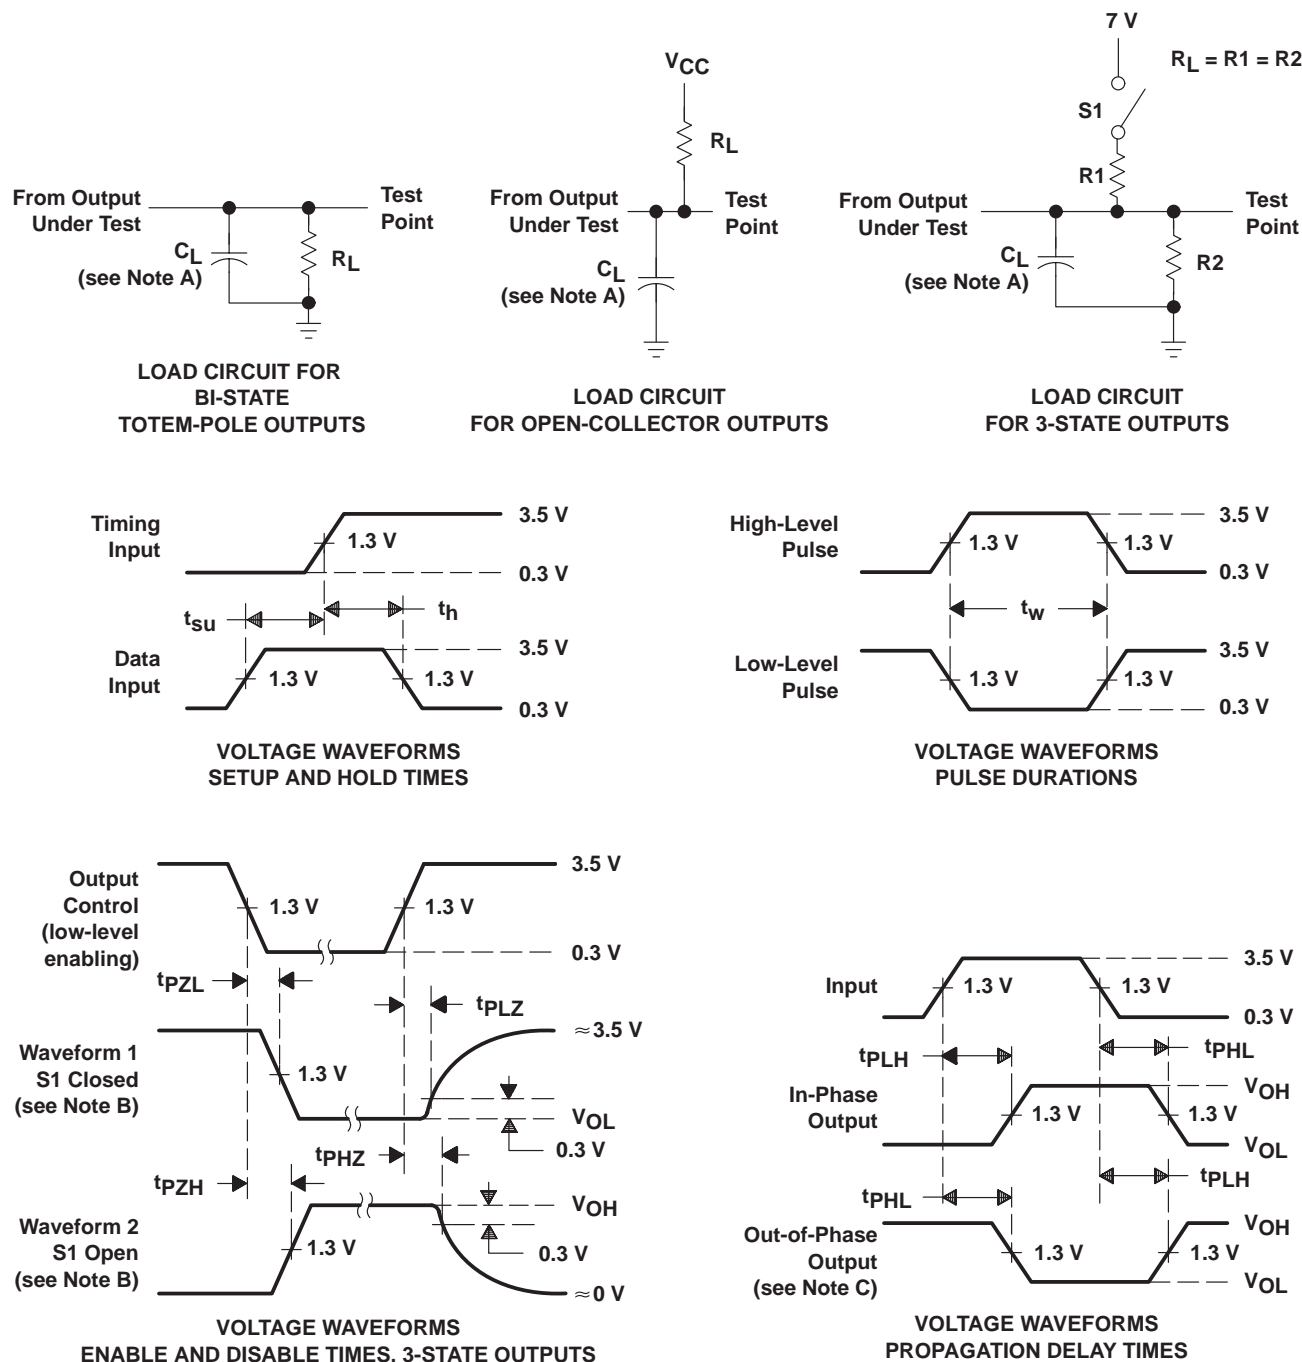 From Output
Under Test
Test
Point
CL
(see Note A)
RL
LOAD CIRCUIT FOR
BI-STATE
TOTEM-POLE OUTPUTS
VCC
RL
From Output
Under Test
Test
Point
CL
(see Note A)
LOAD CIRCUIT
FOR OPEN-COLLECTOR OUTPUTS
7 V
RL = R1 = R2
S1
R1
From Output
Under Test
Test
Point
CL
(see Note A)
R2
LOAD CIRCUIT
FOR 3-STATE OUTPUTS
Timing
Input
1.3 V
3.5 V
0.3 V
tsu
th
Data
Input
1.3 V
1.3 V
3.5 V
0.3 V
VOLTAGE WAVEFORMS
SETUP AND HOLD TIMES
High-Level
Pulse
1.3 V
1.3 V
3.5 V
0.3 V
tw
Low-Level
Pulse
1.3 V
1.3 V
3.5 V
0.3 V
VOLTAGE WAVEFORMS
PULSE DURATIONS
Output
Control
(low-level
enabling)
1.3 V
1.3 V
3.5 V
0.3 V
tPZL
tPLZ
Waveform 1
S1 Closed
(see Note B)
1.3 V
≈3.5 V
VOL
0.3 V
tPHZ
tPZH
Waveform 2
S1 Open
(see Note B)
1.3 V
VOH
0.3 V
≈0 V
VOLTAGE WAVEFORMS
ENABLE AND DISABLE TIMES, 3-STATE OUTPUTS
Input
1.3 V
1.3 V
3.5 V
0.3 V
tPLH
tPHL
In-Phase
Output
1.3 V
1.3 V
VOH
VOL
tPHL
tPLH
Out-of-Phase
Output
(see Note C)
1.3 V
1.3 V
VOH
VOL
VOLTAGE WAVEFORMS
PROPAGATION DELAY TIMES